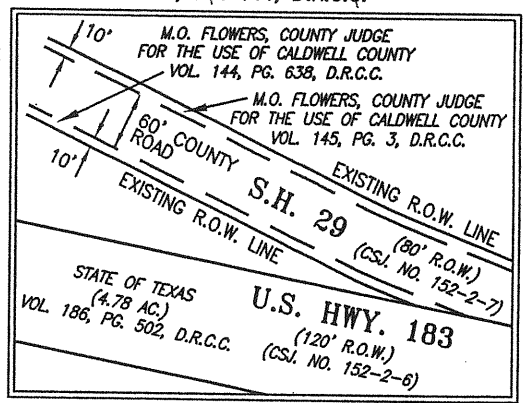 10'
M.O. FLOWERS, COUNTY JUDGE
FOR THE USE OF CALDWELL COUNTY
VOL. 144, PG. 638, D.R.C.C.
M.O. FLOWERS, COUNTY JUDGE
FOR THE USE OF CALDWELL COUNTY
VOL. 145, PG. 3, D.R.C.C.
60' COUNTY
ROAD
10'
EXISTING R.O.W. LINE
EXISTING R.O.W. LINE
S.H. 29
(80' R.O.W.)
(CSJ. NO. 152-2-7)
STATE OF TEXAS
(4.78 AC.)
VOL. 186, PG. 502, D.R.C.C.
U.S. HWY. 183
(120' R.O.W.)
(CSJ. NO. 152-2-6)